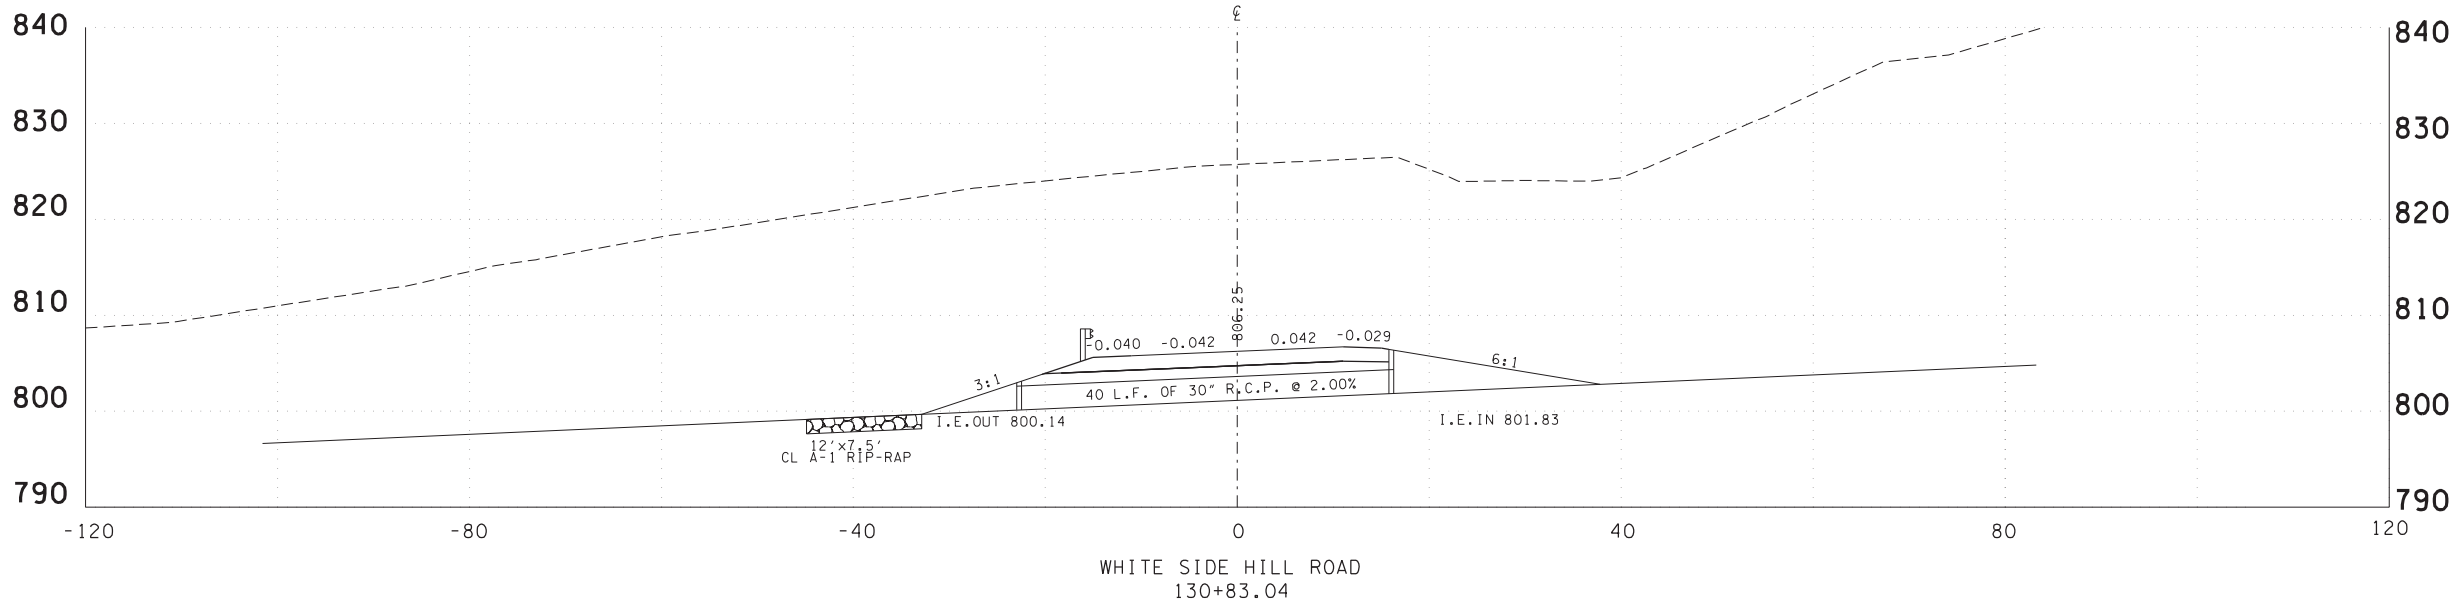 ℄
840 840
830 830
820 820
810 810
806.25
-0.040 -0.042 0.042 -0.029
3:1 6:1
40 L.F. OF 30" R.C.P. @ 2.00%
800 800
I.E.OUT 800.14 I.E.IN 801.83
12'x7.5'
CL A-1 RIP-RAP
790 790
-120 -80 -40 0 40 80 120
WHITE SIDE HILL ROAD
130+83.04